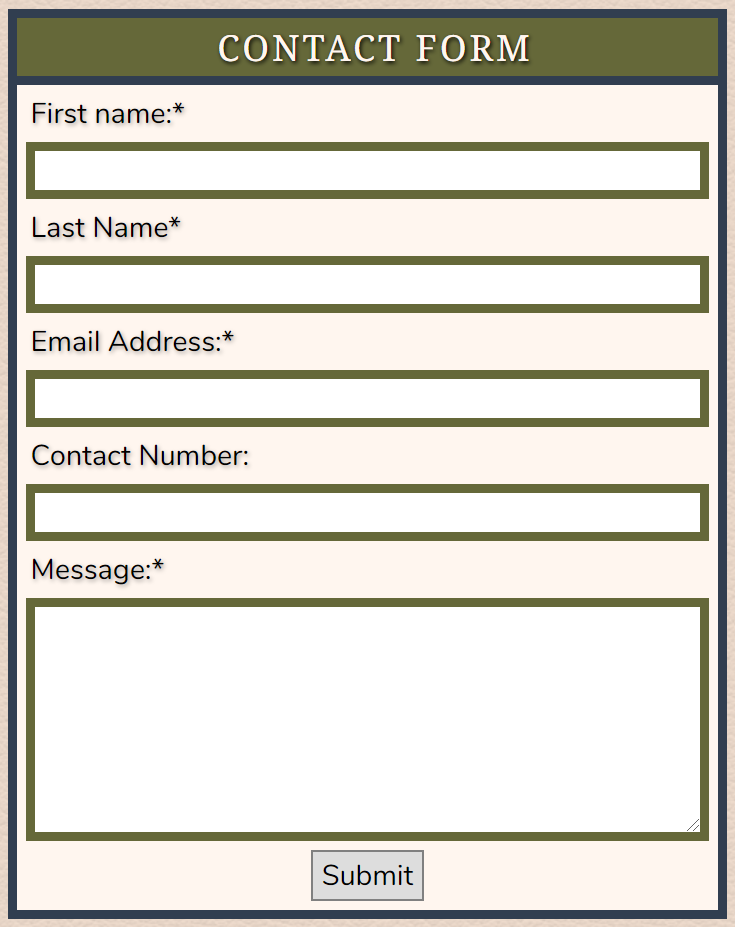 CONTACT FORM
First name:*
Last Name*
Email Address:*
Contact Number:
Message:*
Submit